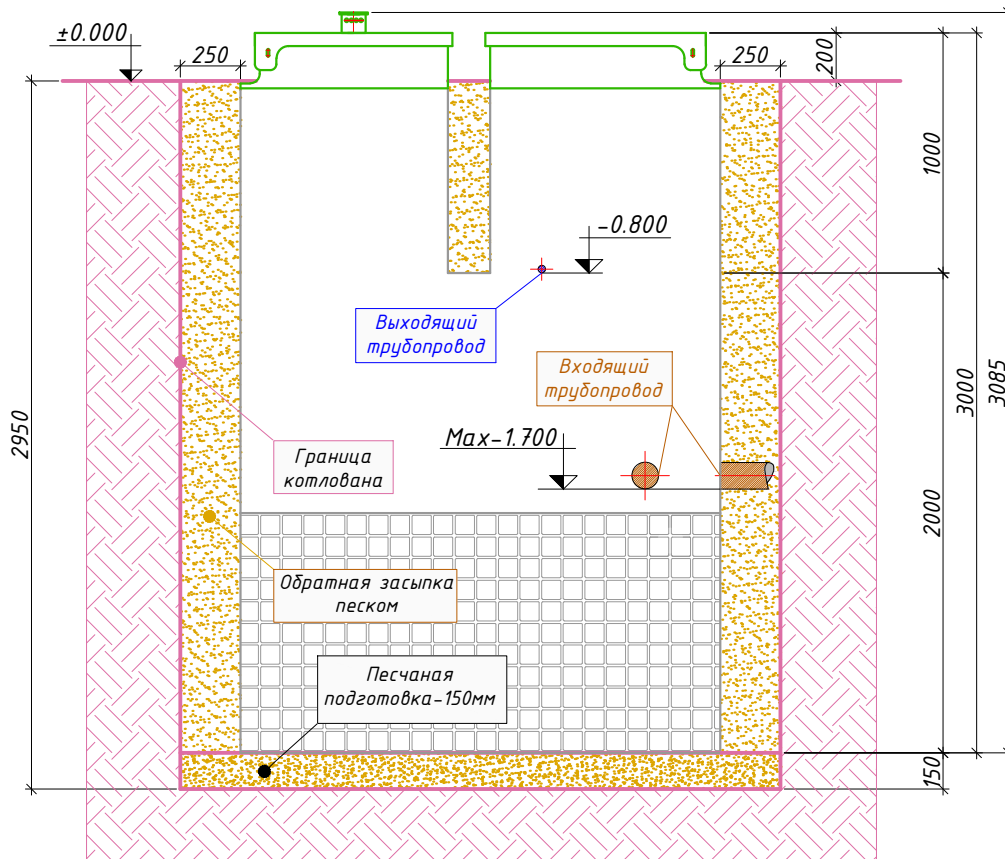 ±0.000
250
250
200
1000
-0.800
Выходящий
трубопровод
Входящий
трубопровод
3000
3085
2950
Max-1.700
Граница
котлована
2000
Обратная засыпка
песком
Песчаная
подготовка-150мм
150